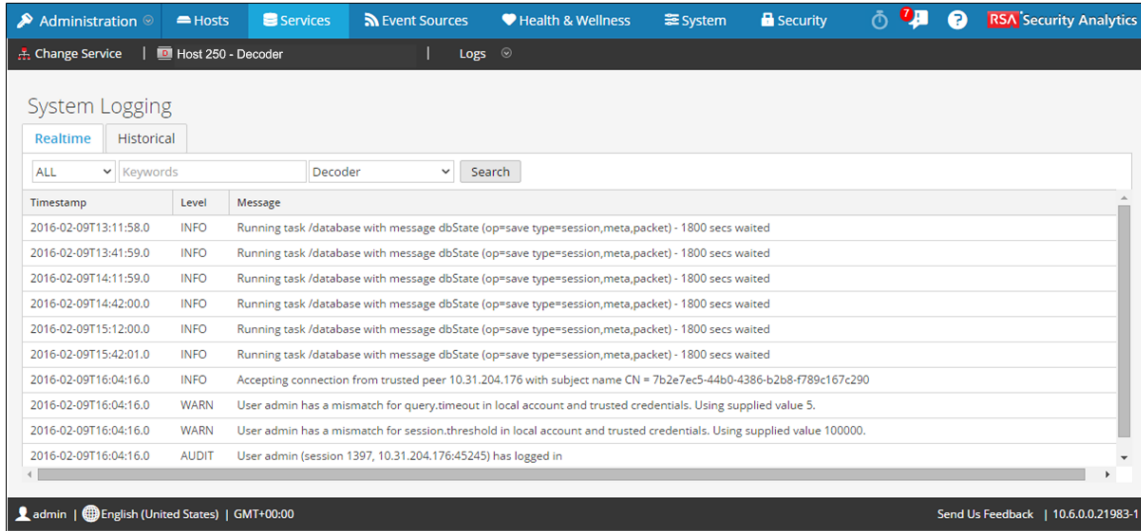 Administration Hosts Services Event Sources Health & Wellness System Security 7 ? RSA Security Analytics
Change Service | D Host 250 - Decoder | Logs
System Logging
Realtime Historical
ALL Keywords Decoder Search
Timestamp Level Message
2016-02-09T13:11:58.0 INFO Running task /database with message dbState (op=save type=session,meta,packet) - 1800 secs waited
2016-02-09T13:41:59.0 INFO Running task /database with message dbState (op=save type=session,meta,packet) - 1800 secs waited
2016-02-09T14:11:59.0 INFO Running task /database with message dbState (op=save type=session,meta,packet) - 1800 secs waited
2016-02-09T14:42:00.0 INFO Running task /database with message dbState (op=save type=session,meta,packet) - 1800 secs waited
2016-02-09T15:12:00.0 INFO Running task /database with message dbState (op=save type=session,meta,packet) - 1800 secs waited
2016-02-09T15:42:01.0 INFO Running task /database with message dbState (op=save type=session,meta,packet) - 1800 secs waited
2016-02-09T16:04:16.0 INFO Accepting connection from trusted peer 10.31.204.176 with subject name CN = 7b2e7ec5-44b0-4386-b2b8-f789c167c290
2016-02-09T16:04:16.0 WARN User admin has a mismatch for query.timeout in local account and trusted credentials. Using supplied value 5.
2016-02-09T16:04:16.0 WARN User admin has a mismatch for session.threshold in local account and trusted credentials. Using supplied value 100000.
2016-02-09T16:04:16.0 AUDIT User admin (session 1397, 10.31.204.176:45245) has logged in
admin | English (United States) | GMT+00:00 Send Us Feedback | 10.6.0.0.21983-1